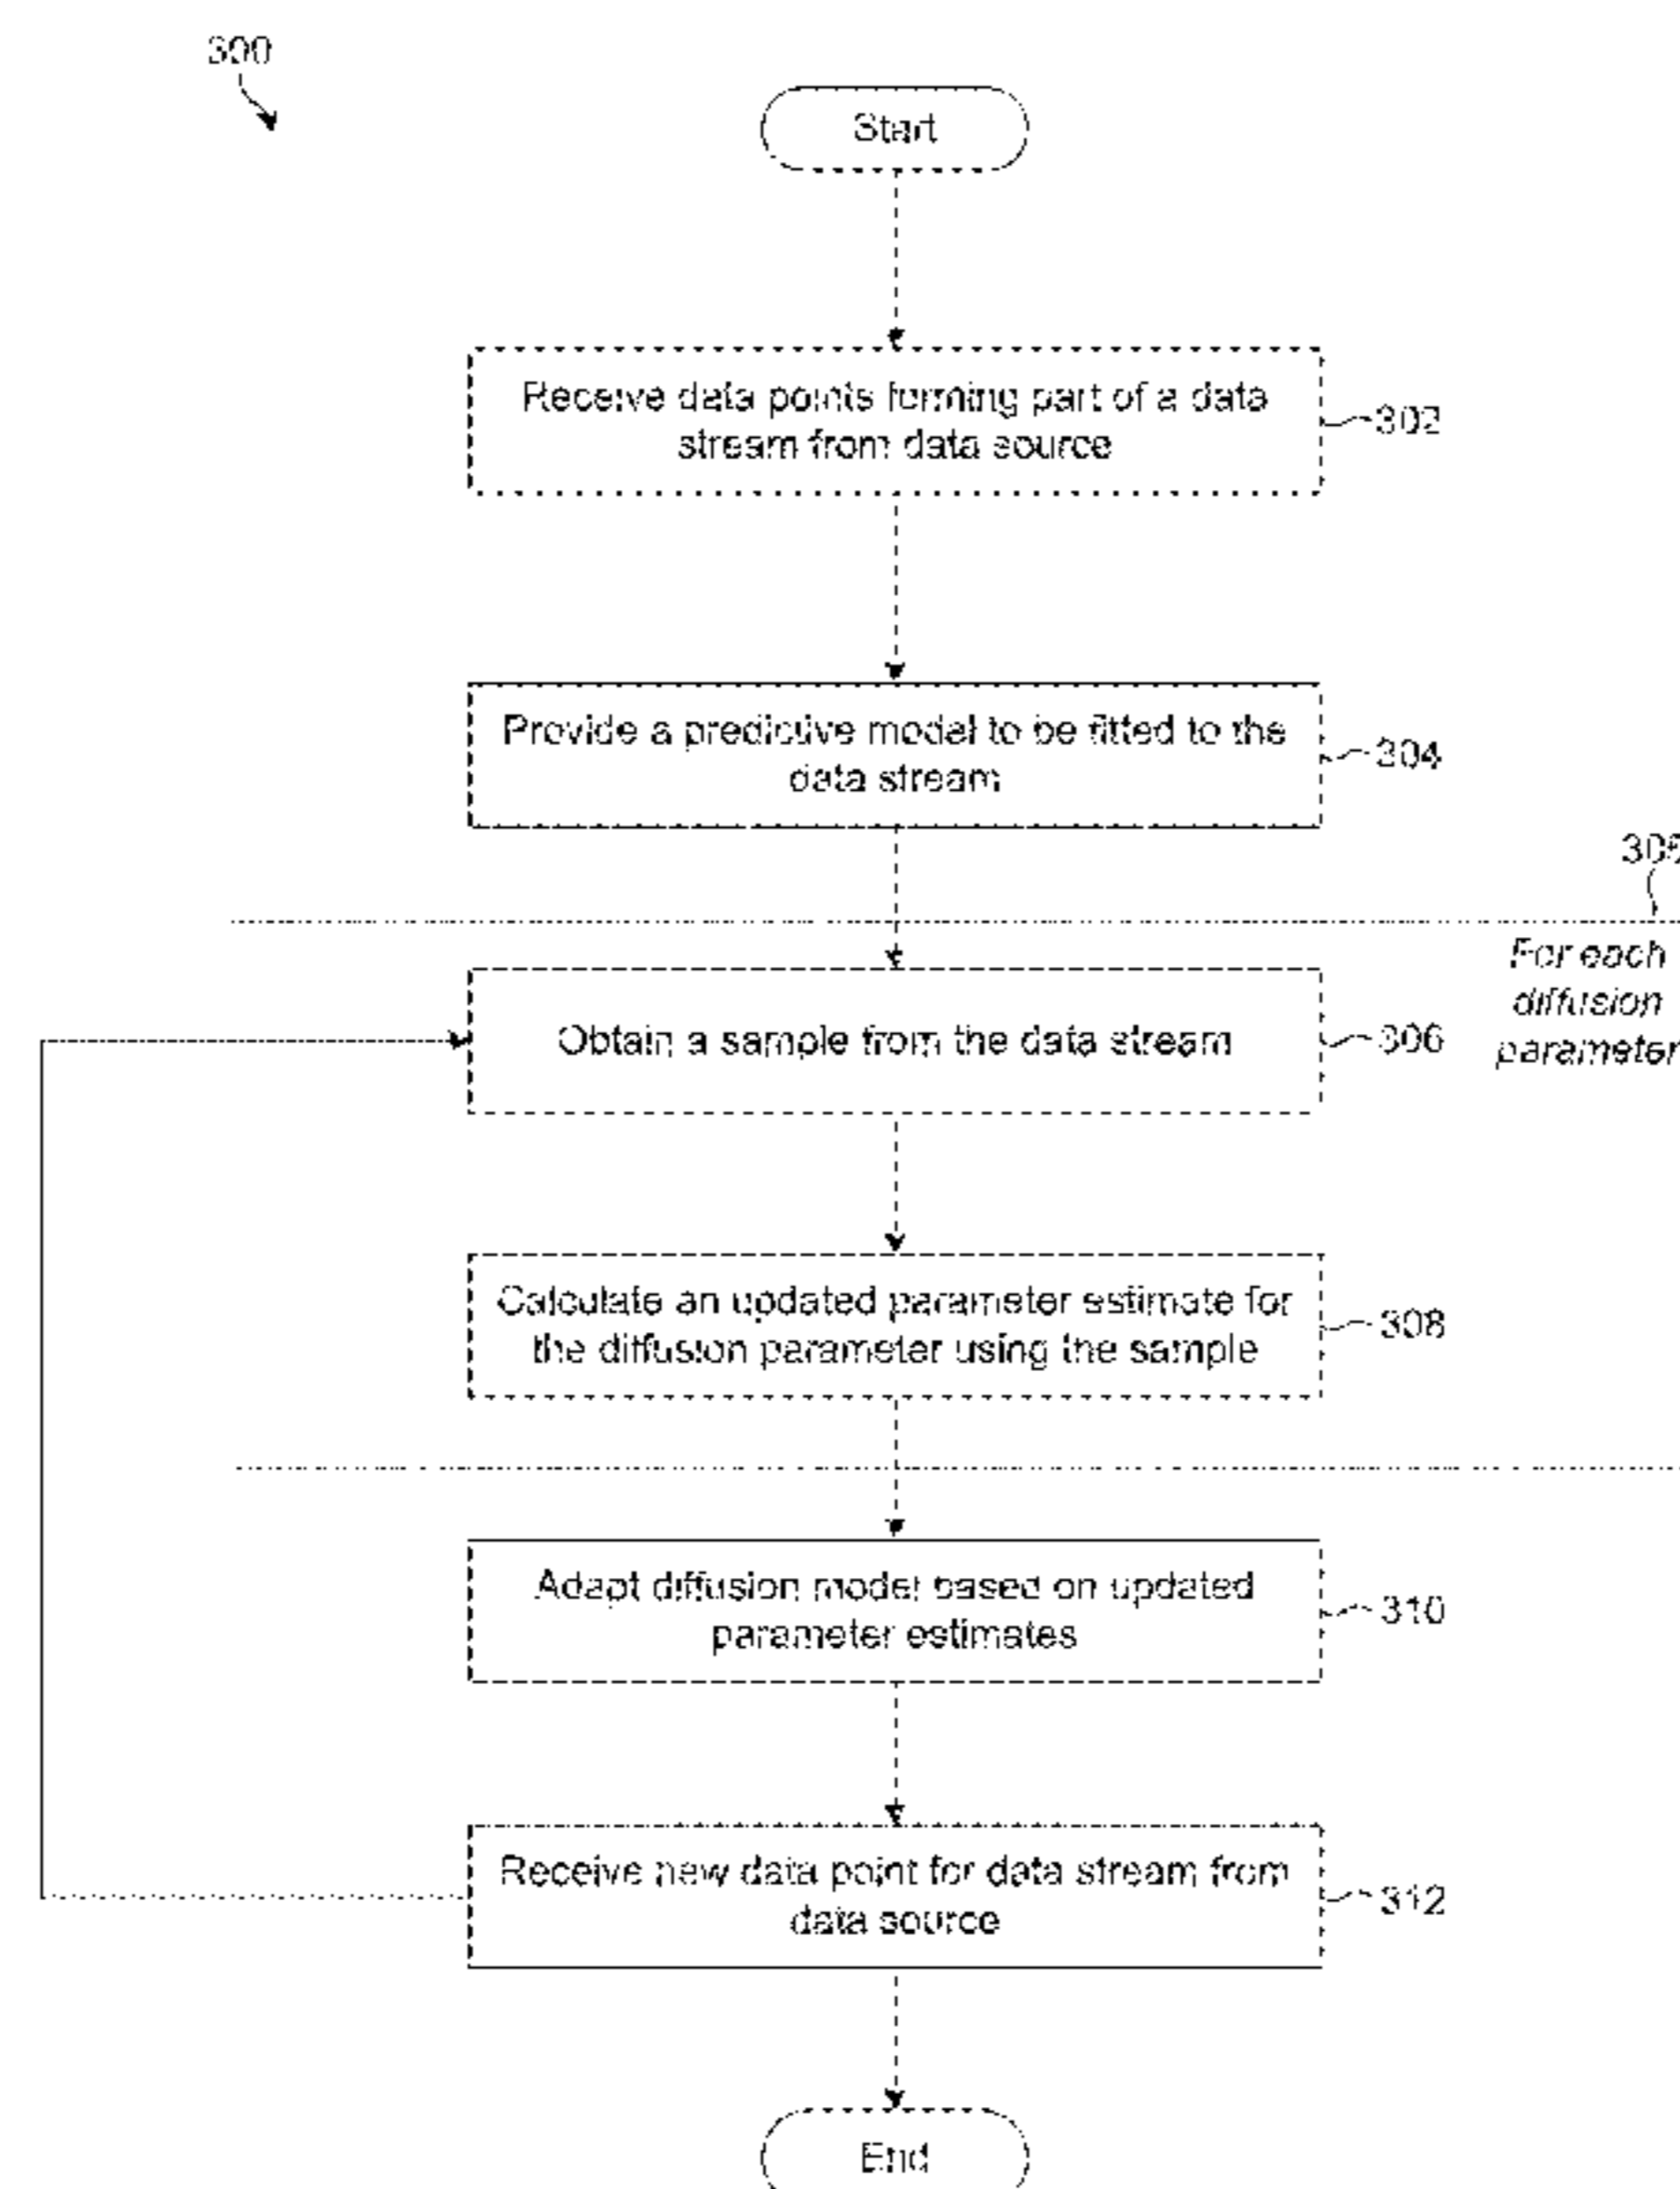 300
Start
Receive data points forming part of a data
stream from data source
302
Provide a predictive model to be fitted to the
data stream
304
For each
diffusion
parameter
Obtain a sample from the data stream
306
Calculate an updated parameter estimate for
the diffusion parameter using the sample
308
Adapt diffusion model based on updated
parameter estimates
310
Receive new data point for data stream from
data source
312
End